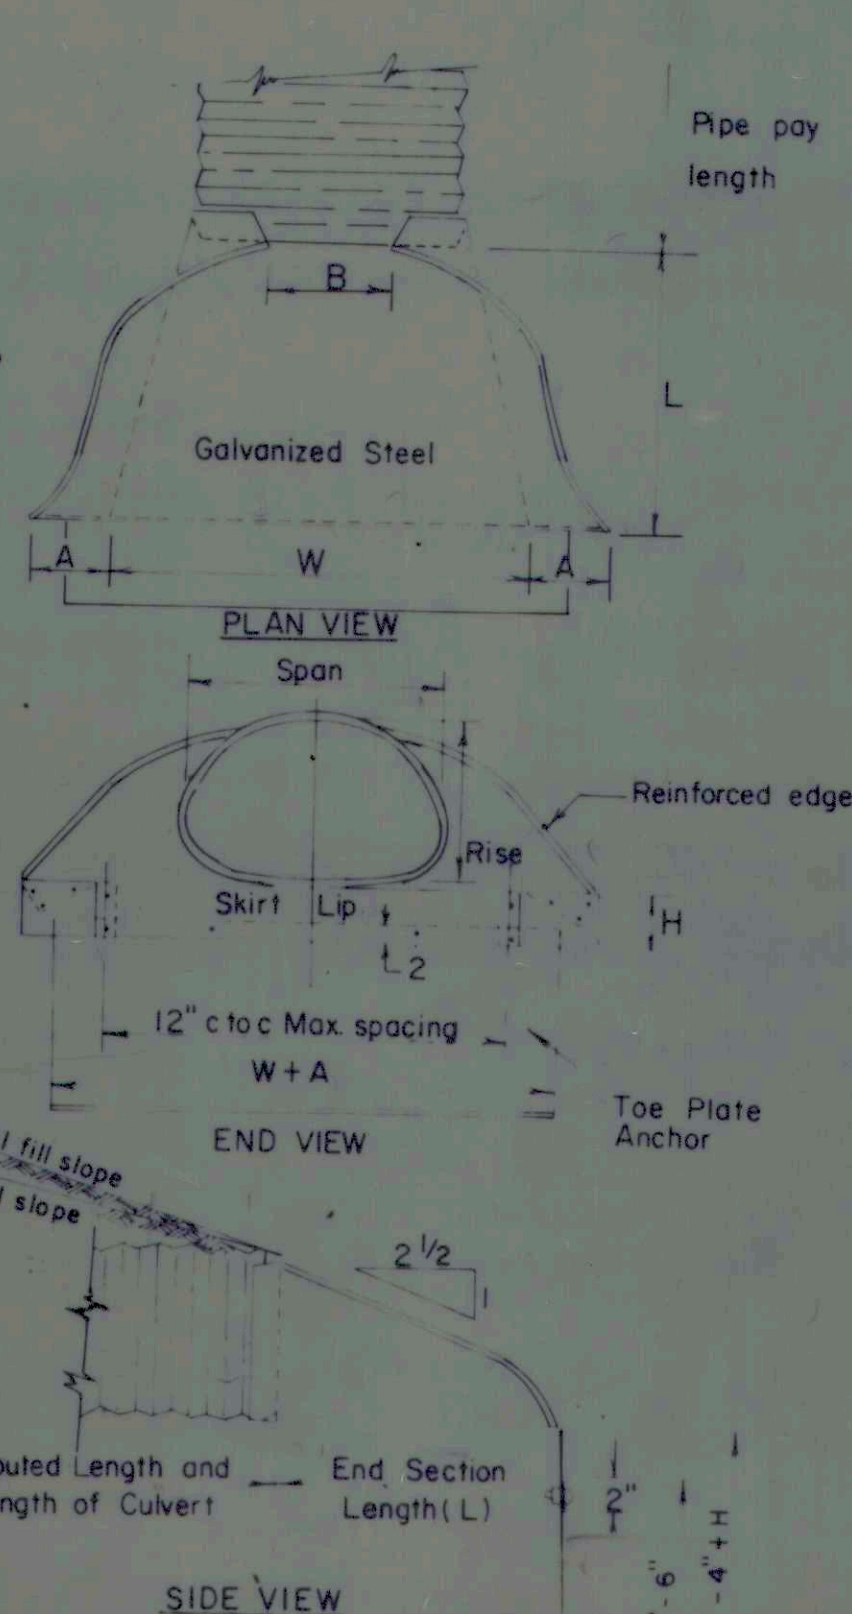 Pipe pay
length
B
L
Galvanized Steel
A
W
A
PLAN VIEW
Span
Reinforced edge
Rise
Skirt Lip
H
2
12" c to c Max. spacing
W + A
Toe Plate
Anchor
END VIEW
fill slope
slope
2 1/2
1
Length and
of Culvert
End Section
Length ( L )
2"
- 6"
- 4" + H
SIDE VIEW